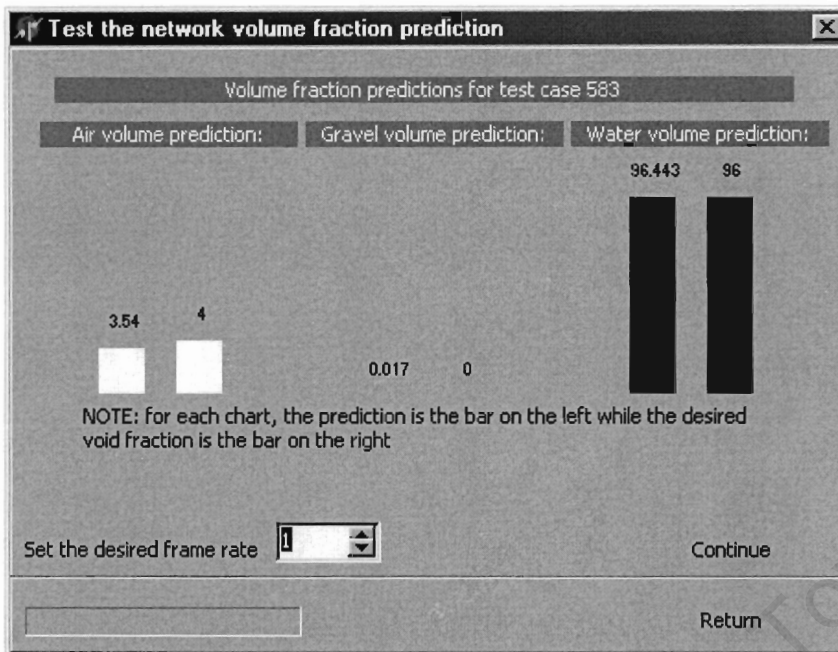 Test the network volume fraction prediction
Volume fraction predictions for test case 583
Air volume prediction:
Gravel volume prediction:
Water volume prediction:
96.443 96
3.54 4
0.017 0
NOTE: for each chart, the prediction is the bar on the left while the desired
void fraction is the bar on the right
Set the desired frame rate 1
Continue
Return